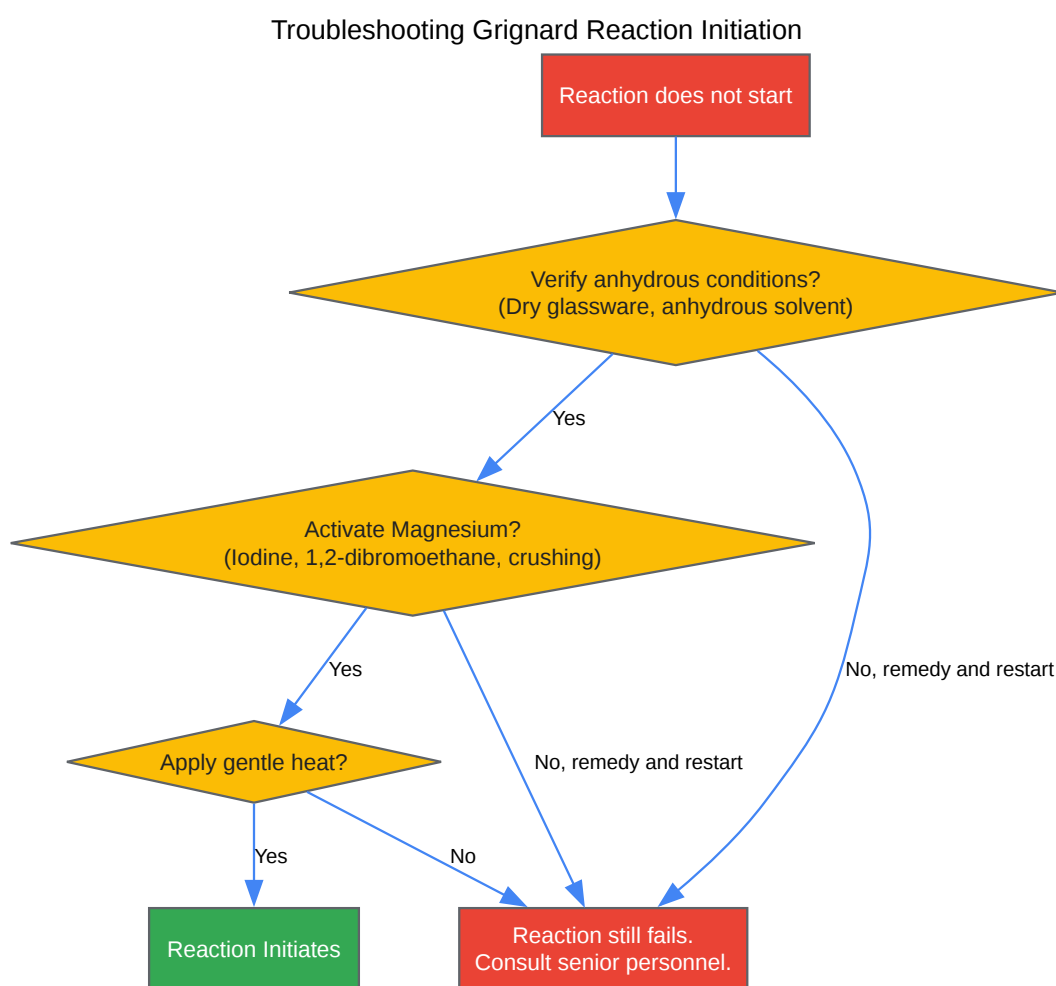 Troubleshooting Grignard Reaction Initiation
Reaction does not start
Verify anhydrous conditions?
(Dry glassware, anhydrous solvent)
Yes
Activate Magnesium?
(Iodine, 1,2-dibromoethane, crushing)
Yes
No, remedy and restart
Apply gentle heat?
No, remedy and restart
Yes
No
Reaction Initiates
Reaction still fails.
Consult senior personnel.